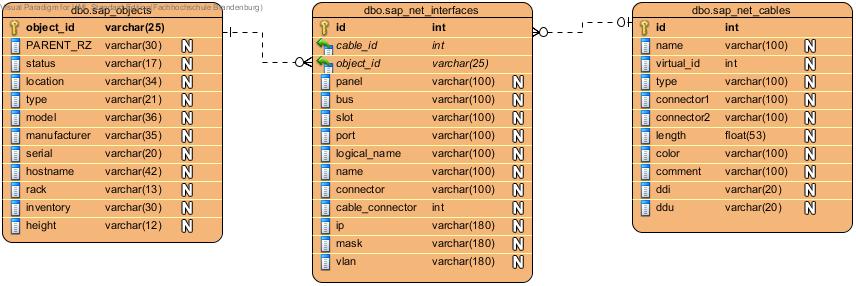 sual Paradigm for UML Standard Edition(Fachhochschule Brandenburg)
dbo.sap_objects
object_id varchar(25)
PARENT_RZ varchar(30) N
status varchar(17) N
location varchar(34) N
type varchar(21) N
model varchar(36) N
manufacturer varchar(35) N
serial varchar(20) N
hostname varchar(42) N
rack varchar(13) N
inventory varchar(30) N
height varchar(12) N
dbo.sap_net_interfaces
id int
cable_id int
object_id varchar(25)
panel varchar(100) N
bus varchar(100) N
slot varchar(100) N
port varchar(100) N
logical_name varchar(100) N
name varchar(100) N
connector varchar(100) N
cable_connector int N
ip varchar(180) N
mask varchar(180) N
vlan varchar(180) N
dbo.sap_net_cables
id int
name varchar(100) N
virtual_id int N
type varchar(100) N
connector1 varchar(100) N
connector2 varchar(100) N
length float(53) N
color varchar(100) N
comment varchar(100) N
ddi varchar(20) N
ddu varchar(20) N